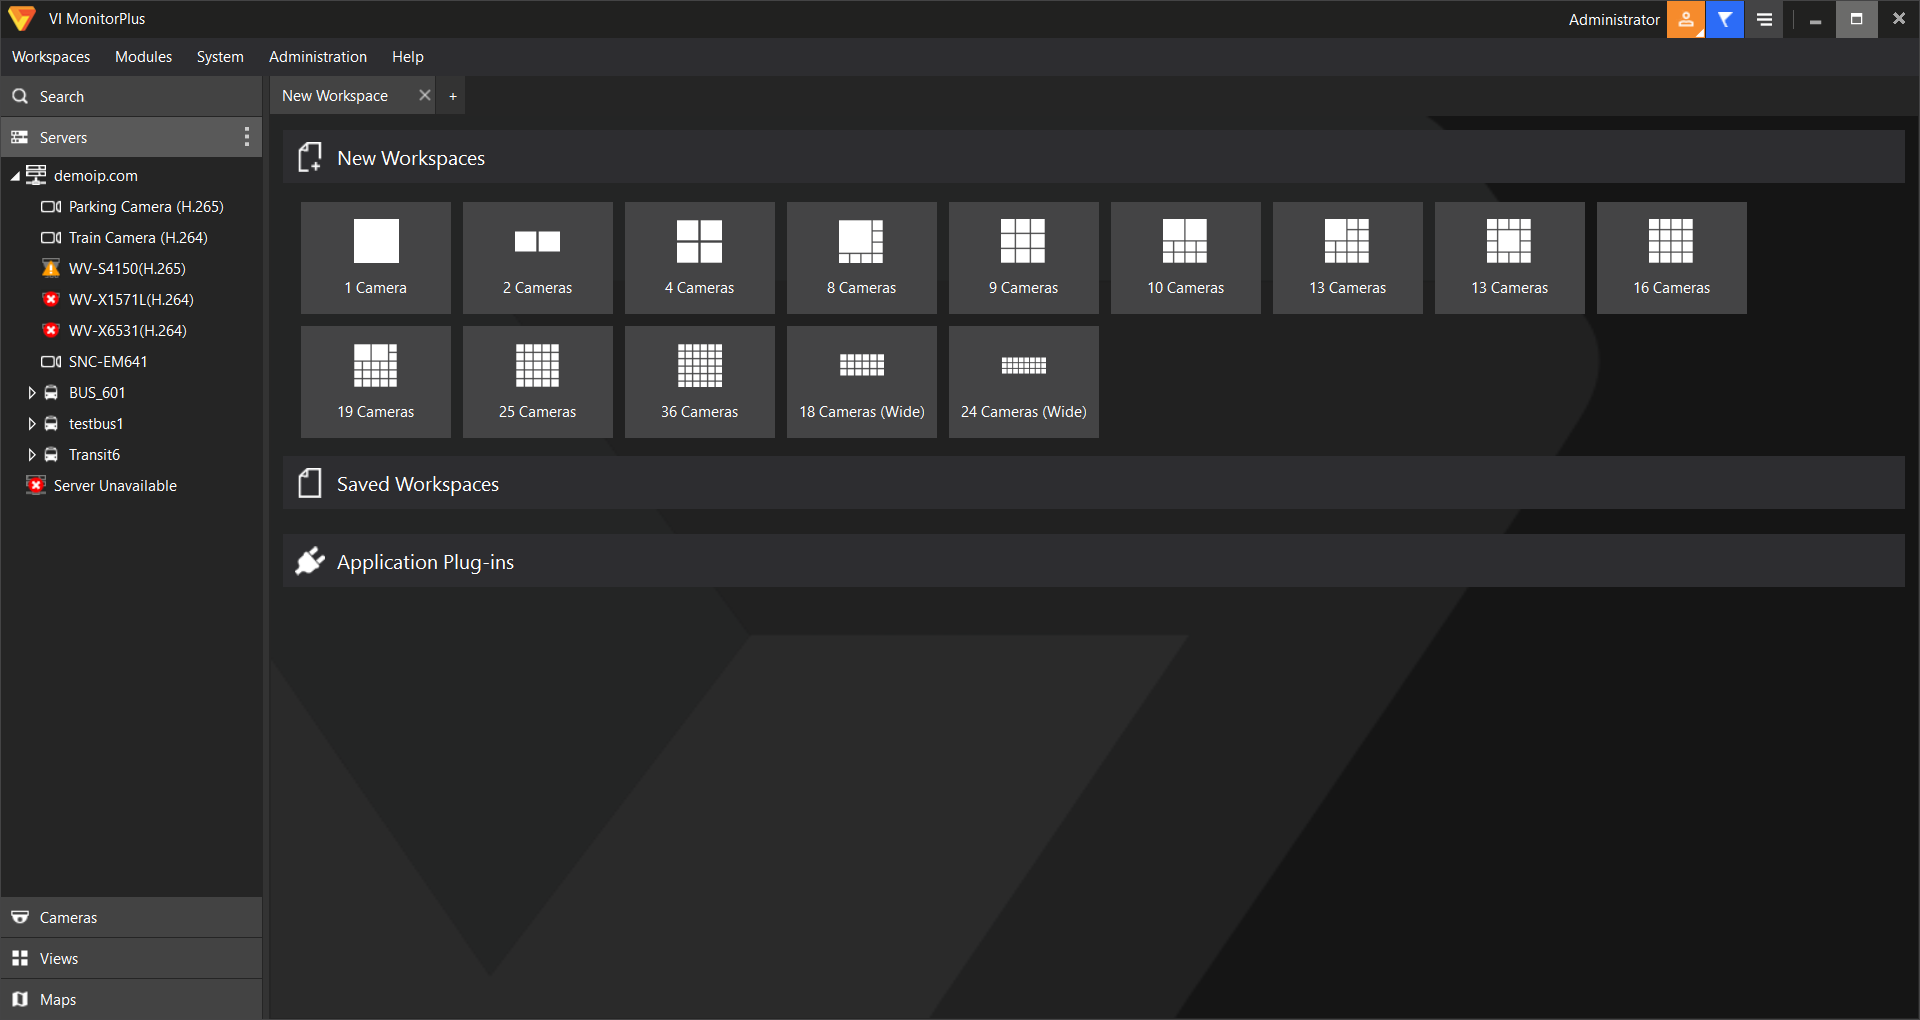 VI MonitorPlus
Administrator
Workspaces Modules System Administration Help
Search
Servers
demoip.com
Parking Camera (H.265)
Train Camera (H.264)
WV-S4150(H.265)
WV-X1571L(H.264)
WV-X6531(H.264)
SNC-EM641
BUS_601
testbus1
Transit6
Server Unavailable
Cameras
Views
Maps
New Workspace
+
New Workspaces
1 Camera
2 Cameras
4 Cameras
8 Cameras
9 Cameras
10 Cameras
13 Cameras
13 Cameras
16 Cameras
19 Cameras
25 Cameras
36 Cameras
18 Cameras (Wide)
24 Cameras (Wide)
Saved Workspaces
Application Plug-ins